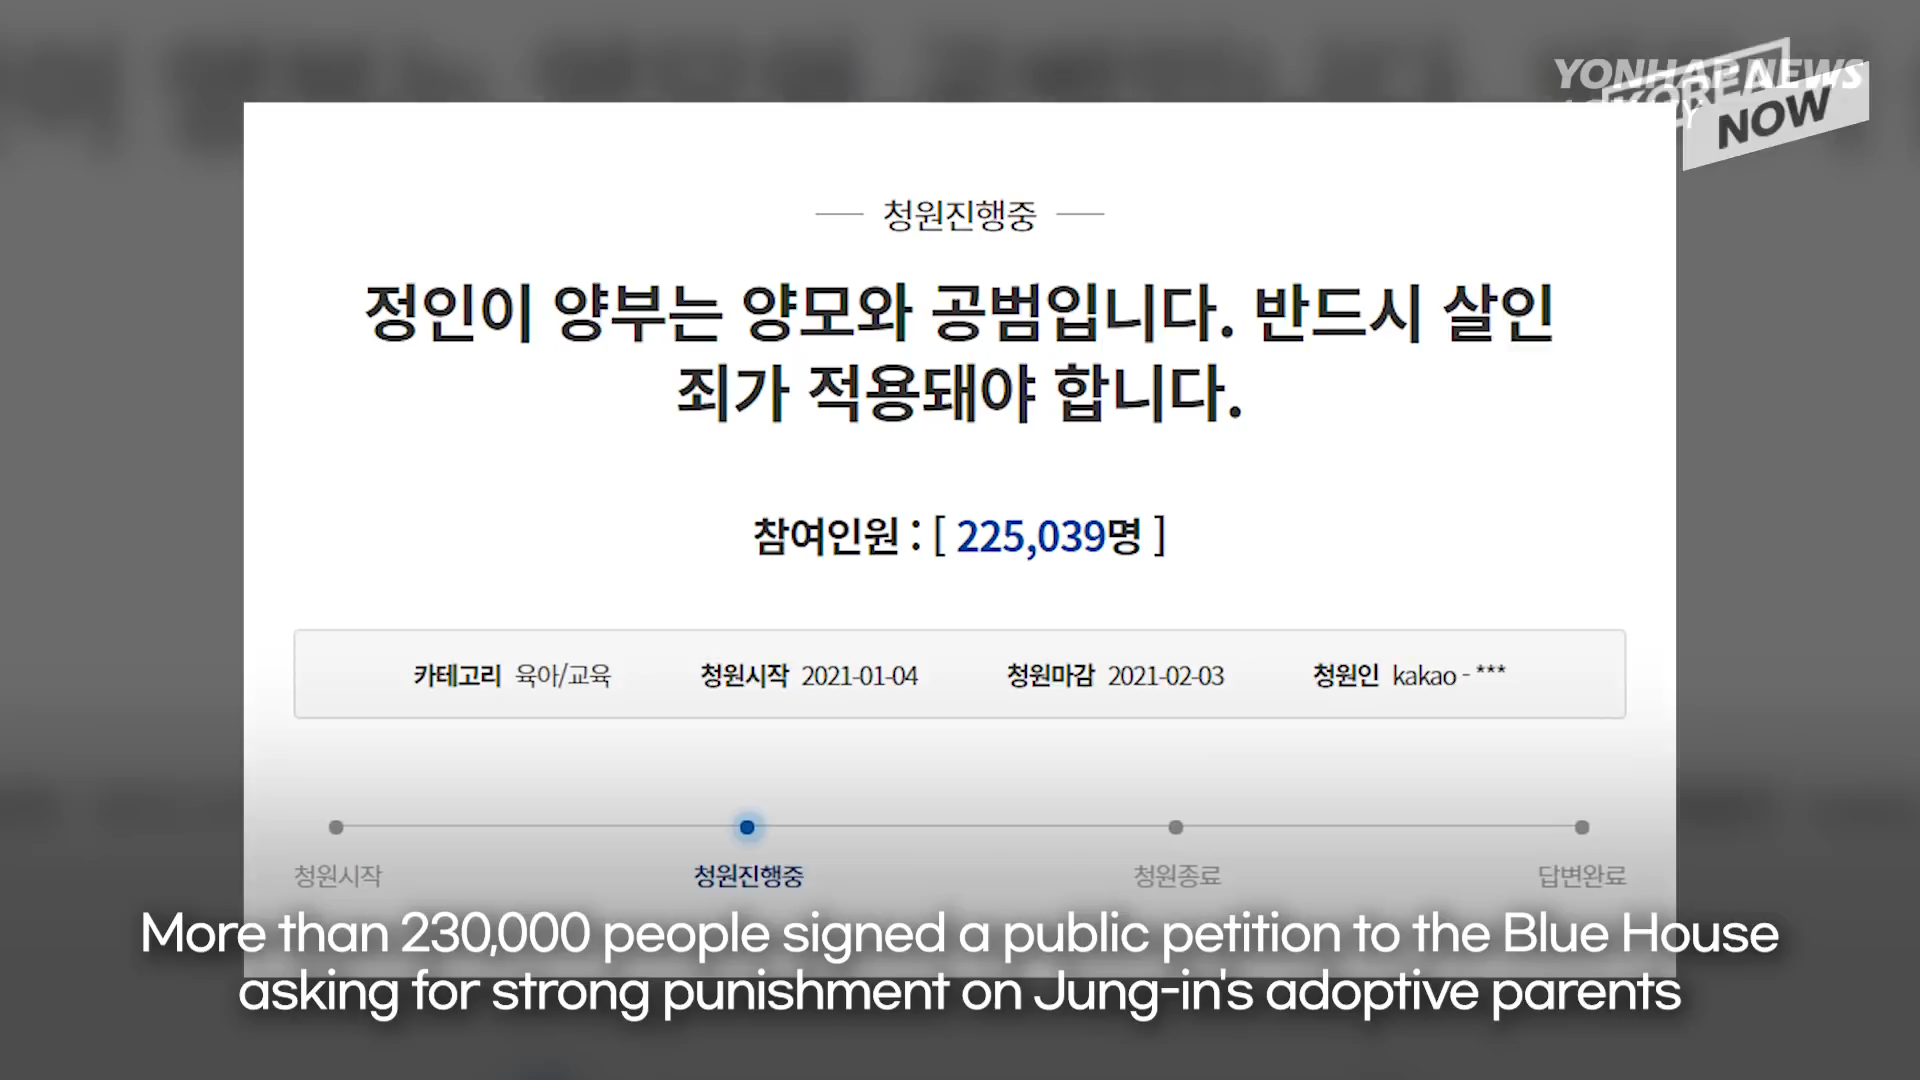 YONHAP NEWS
KOREA
NOW
청원진행중
정인이 양부는 양모와 공범입니다. 반드시 살인
죄가 적용돼야 합니다.
참여인원 : [ 225,039명 ]
카테고리 육아/교육 청원시작 2021-01-04 청원마감 2021-02-03 청원인 kakao - ***
청원시작 청원진행중 청원종료 답변완료
More than 230,000 people signed a public petition to the Blue House
asking for strong punishment on Jung-in's adoptive parents